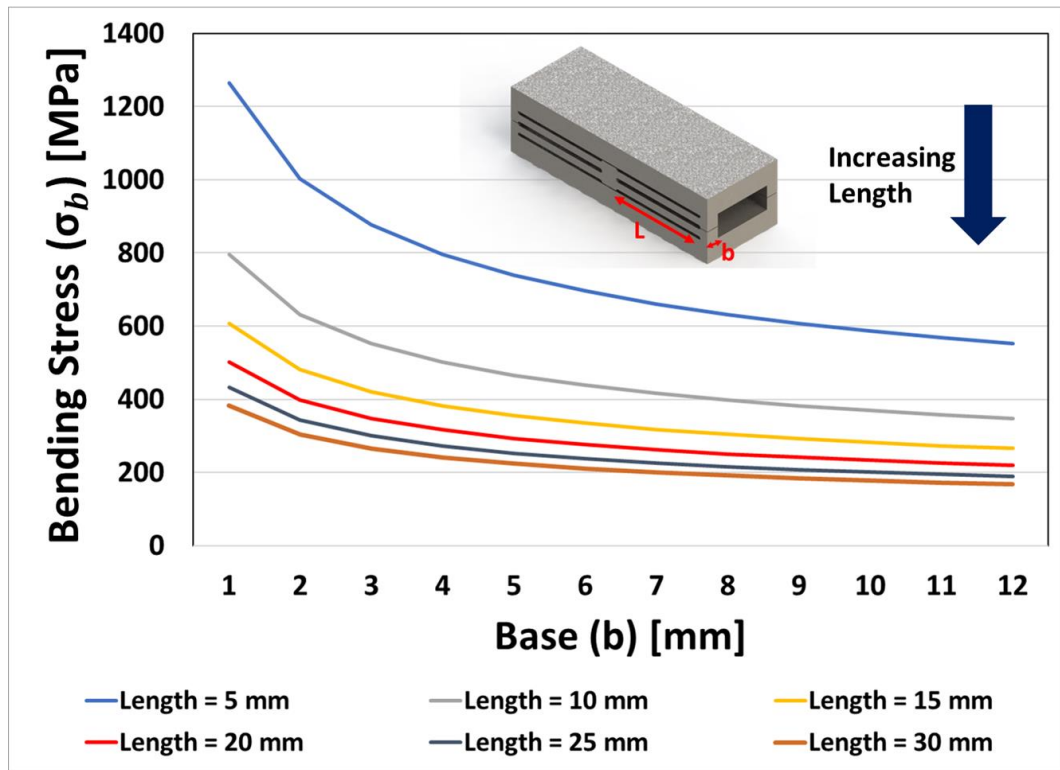 Bending Stress (σ_b) [MPa]
1400
1200
1000
800
600
400
200
0
Increasing
Length
L
b
1 2 3 4 5 6 7 8 9 10 11 12
Base (b) [mm]
Length = 5 mm Length = 10 mm Length = 15 mm
Length = 20 mm Length = 25 mm Length = 30 mm